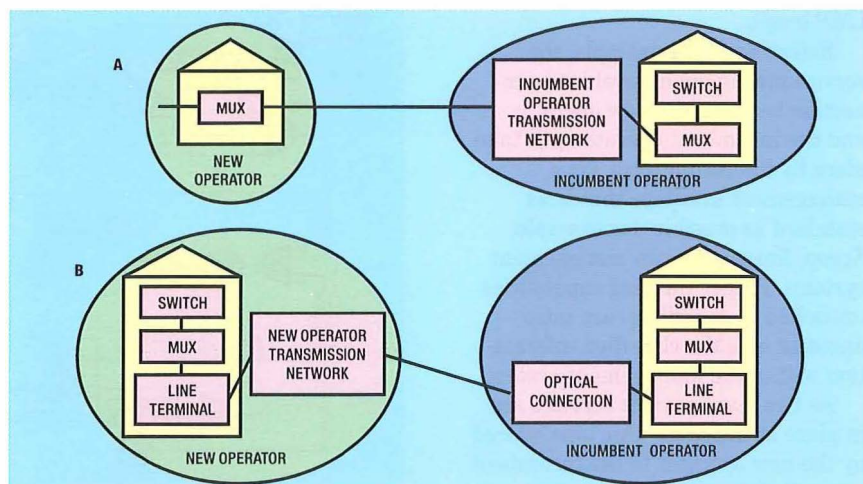 A
MUX
NEW
OPERATOR
INCUMBENT
OPERATOR
TRANSMISSION
NETWORK
SWITCH
MUX
INCUMBENT OPERATOR
B
SWITCH
MUX
LINE
TERMINAL
NEW OPERATOR
TRANSMISSION
NETWORK
NEW OPERATOR
OPTICAL
CONNECTION
SWITCH
MUX
LINE
TERMINAL
INCUMBENT OPERATOR